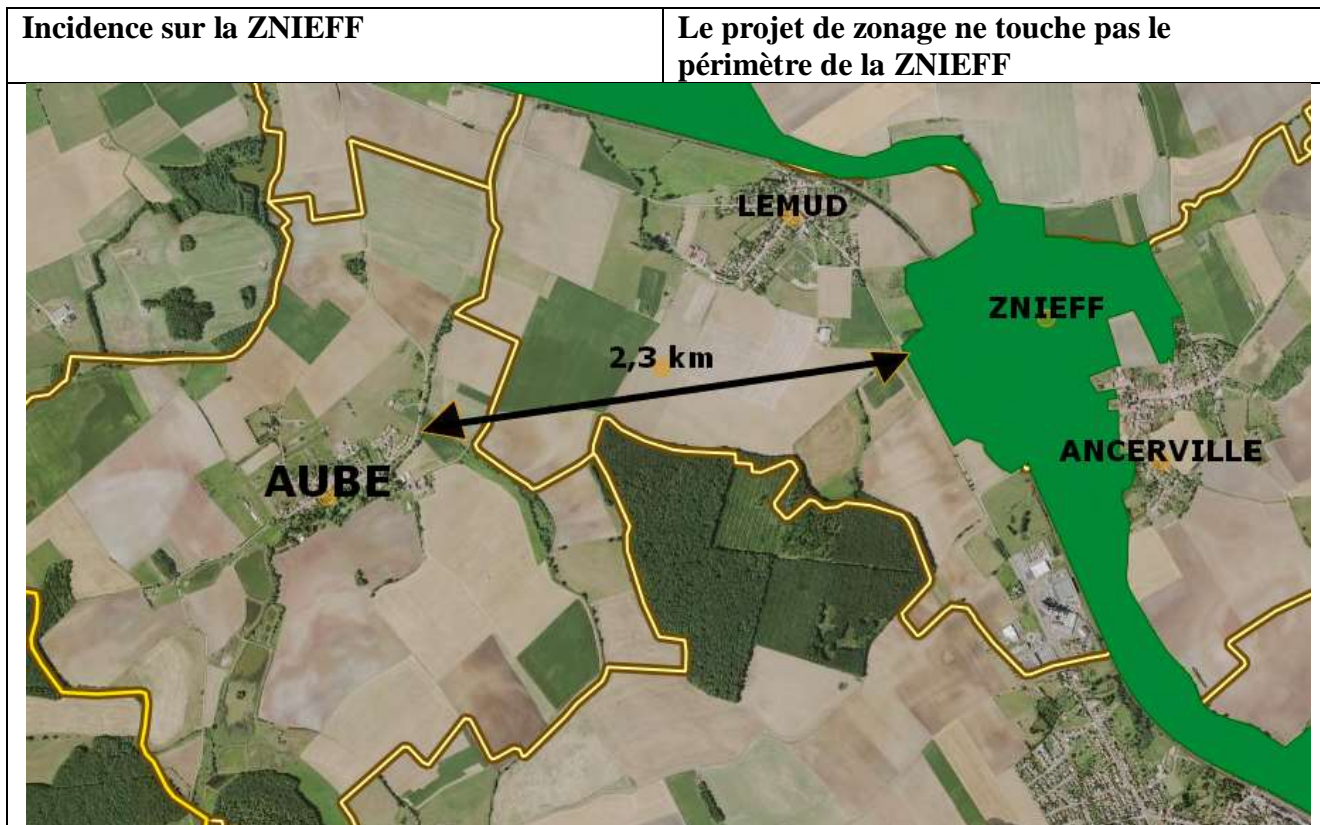 Incidence sur la ZNIEFF
Le projet de zonage ne touche pas le
périmètre de la ZNIEFF
LEMUD
ZNIEFF
2,3 km
ANCERVILLE
AUBE